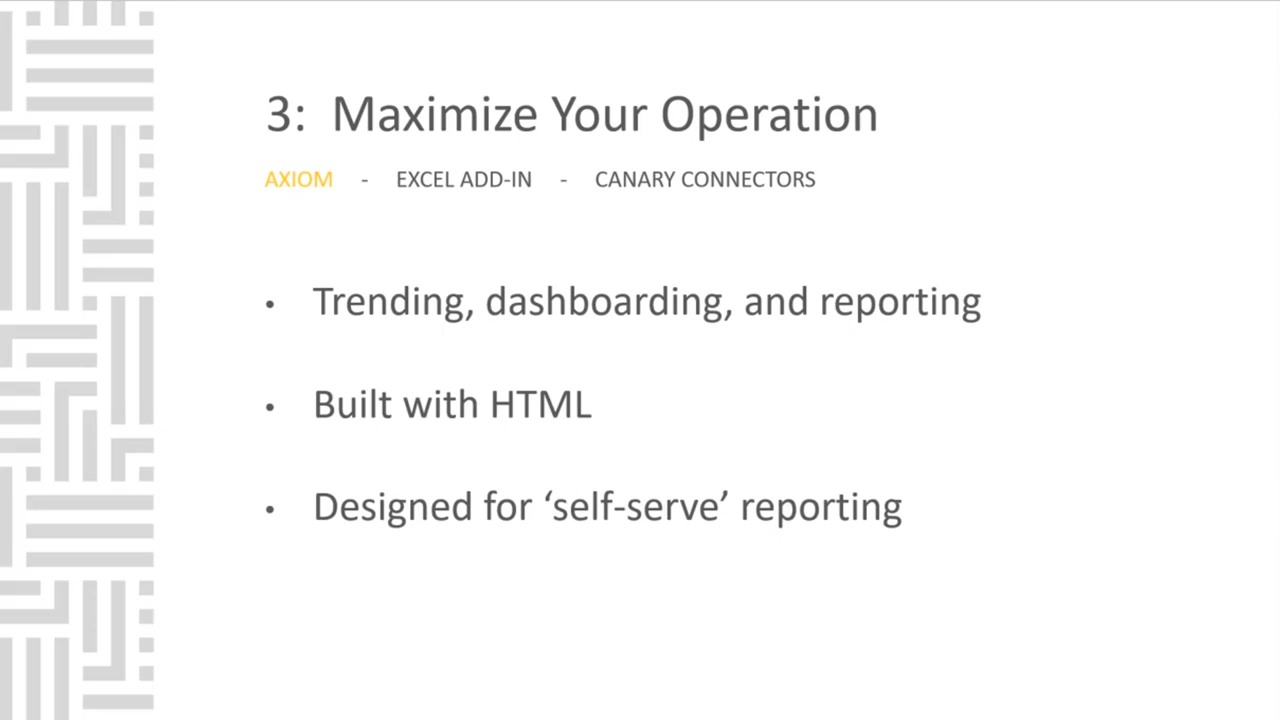 3: Maximize Your Operation
AXIOM - EXCEL ADD-IN - CANARY CONNECTORS
• Trending, dashboarding, and reporting
• Built with HTML
• Designed for ‘self-serve’ reporting